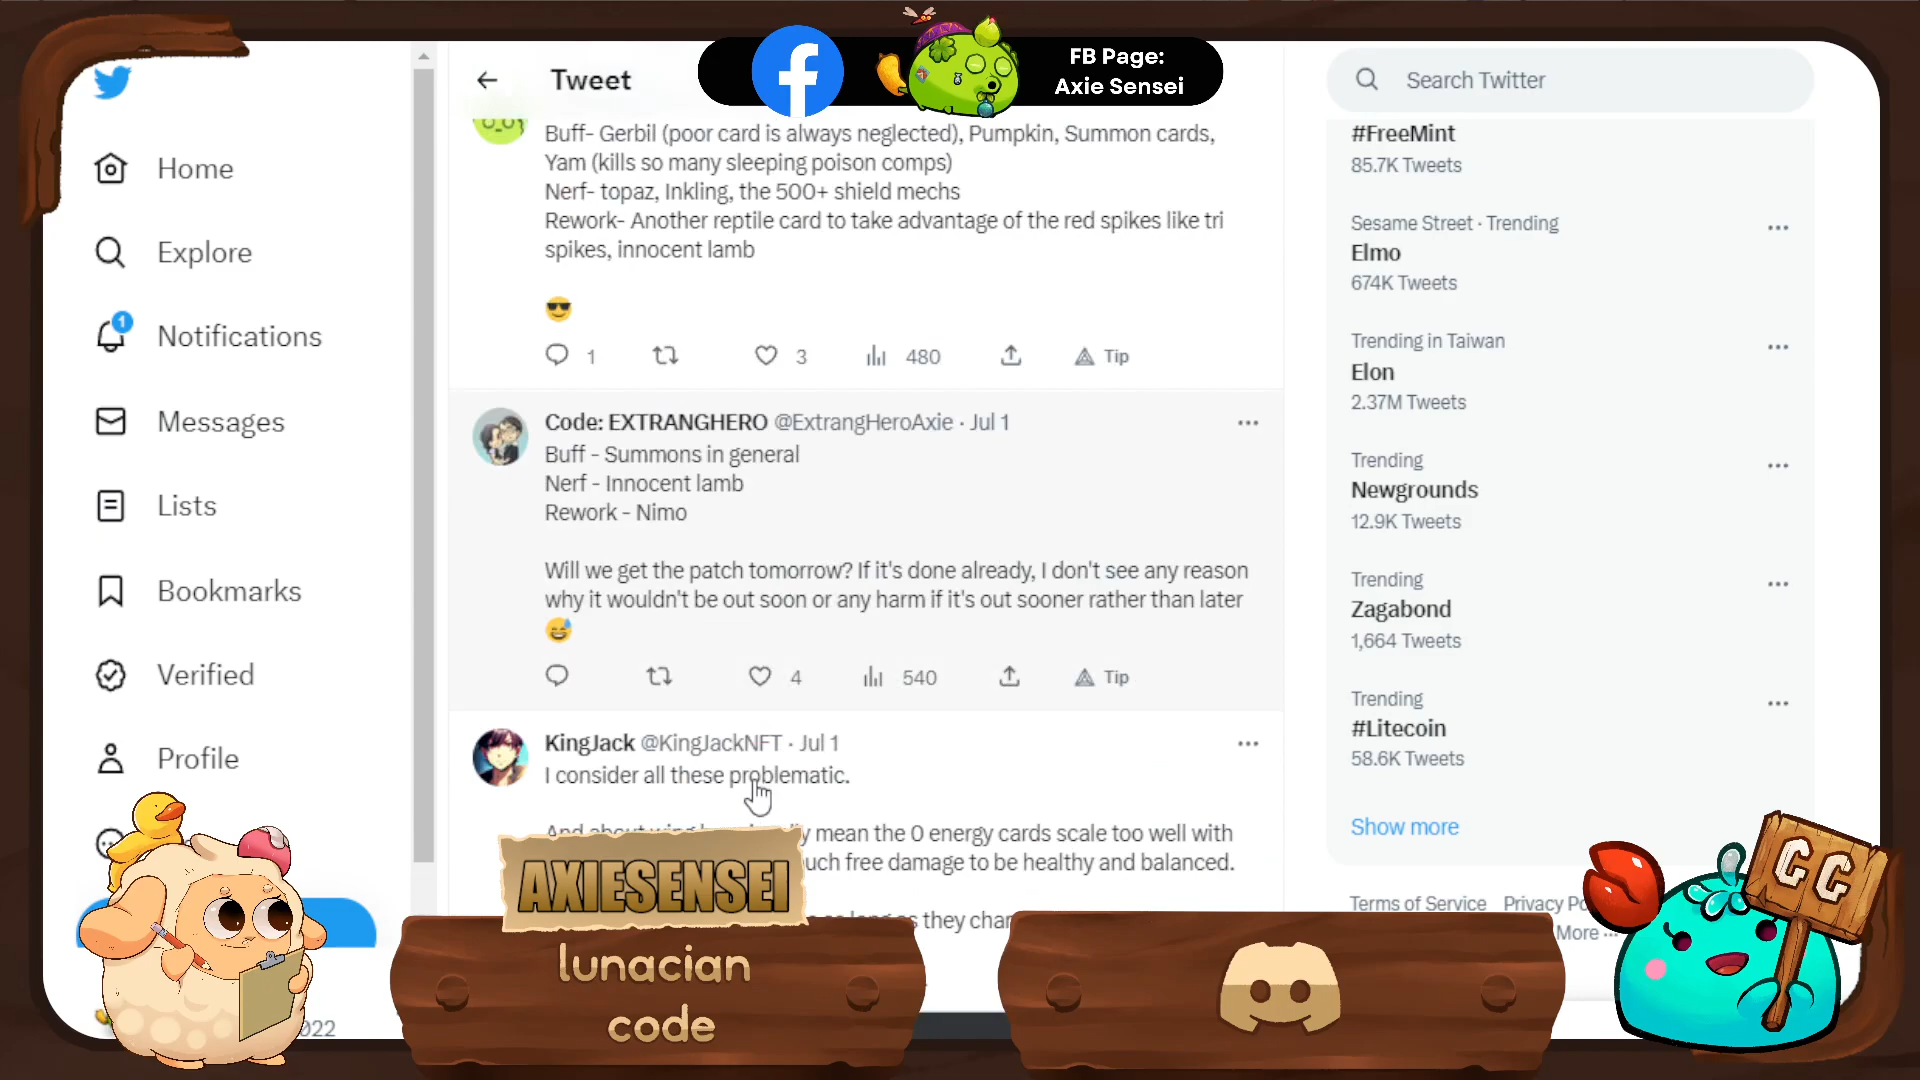 FB Page:
Axie Sensei
Tweet
Search Twitter
Home
Explore
1
Notifications
Messages
Lists
Bookmarks
Verified
Profile
022
Buff- Gerbil (poor card is always neglected), Pumpkin, Summon cards,
Yam (kills so many sleeping poison comps)
Nerf- topaz, Inkling, the 500+ shield mechs
Rework- Another reptile card to take advantage of the red spikes like tri
spikes, innocent lamb
😎
1 3 480 Tip
Code: EXTRANGHERO @ExtrangHeroAxie · Jul 1
Buff - Summons in general
Nerf - Innocent lamb
Rework - Nimo
Will we get the patch tomorrow? If it's done already, I don't see any reason
why it wouldn't be out soon or any harm if it's out sooner rather than later
😅
4 540 Tip
KingJack @KingJackNFT · Jul 1
I consider all these problematic.
mean the 0 energy cards scale too well with
uch free damage to be healthy and balanced.
they char
#FreeMint
85.7K Tweets
Sesame Street · Trending
Elmo
674K Tweets
Trending in Taiwan
Elon
2.37M Tweets
Trending
Newgrounds
12.9K Tweets
Trending
Zagabond
1,664 Tweets
Trending
#Litecoin
58.6K Tweets
Show more
Terms of Service Privacy Po
More ...
AXIESENSEI
lunacian
code
CC